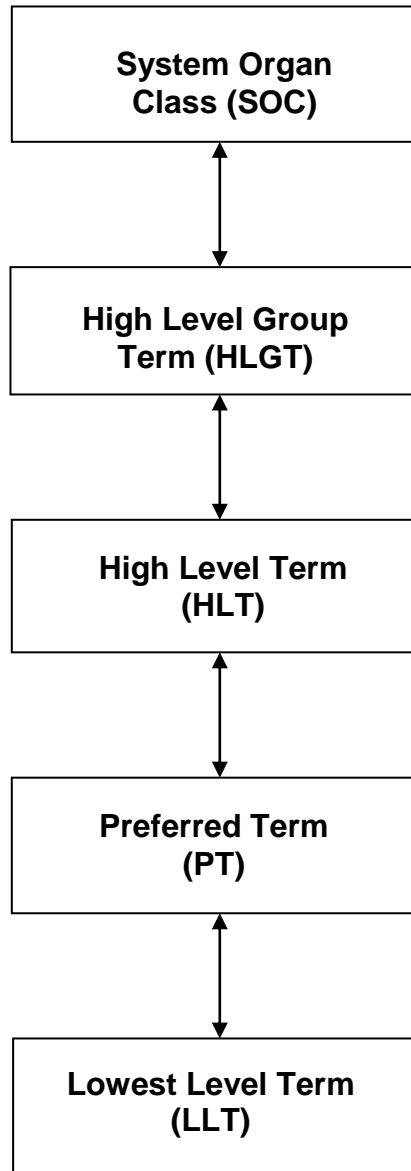 System Organ
Class (SOC)
High Level Group
Term (HLGT)
High Level Term
(HLT)
Preferred Term
(PT)
Lowest Level Term
(LLT)